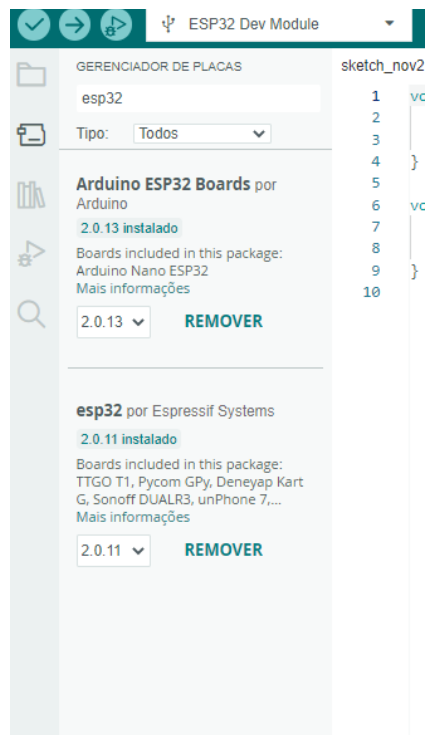 ESP32 Dev Module
GERENCIADOR DE PLACAS
esp32
Tipo: Todos
Arduino ESP32 Boards por
Arduino
2.0.13 instalado
Boards included in this package:
Arduino Nano ESP32
Mais informações
2.0.13 REMOVER
esp32 por Espressif Systems
2.0.11 instalado
Boards included in this package:
TTGO T1, Pycom GPy, Deneyap Kart
G, Sonoff DUALR3, unPhone 7,...
Mais informações
2.0.11 REMOVER
sketch_nov2
1 vo
2
3
4 }
5
6 vo
7
8
9 }
10